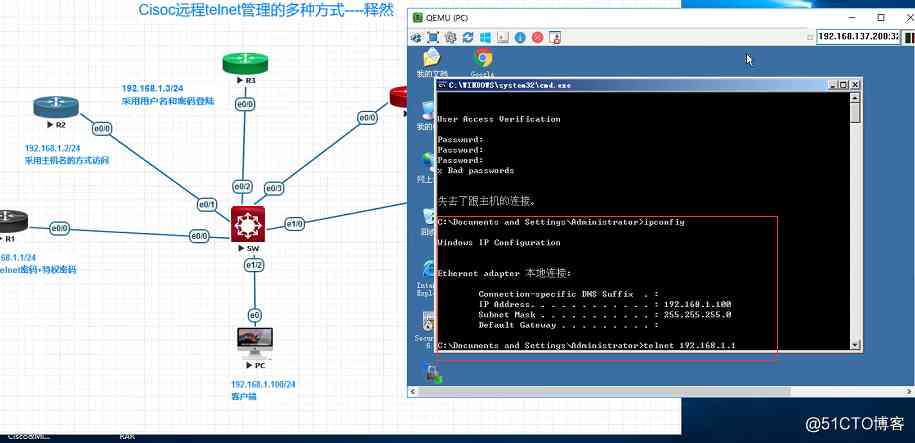 Cisoc远程telnet管理的多种方式----释然
QEMU (PC)
192.168.137.200:32
我的文档
Google
C:\WINDOWS\system32\cmd.exe
User Access Verification
Password:
Password:
Password:
x Bad passwords
失去了跟主机的连接。
C:\Documents and Settings\Administrator>ipconfig
Windows IP Configuration
Ethernet adapter 本地连接:
Connection-specific DNS Suffix . :
IP Address. . . . . . . . . . . . : 192.168.1.100
Subnet Mask . . . . . . . . . . . : 255.255.255.0
Default Gateway . . . . . . . . . :
C:\Documents and Settings\Administrator>telnet 192.168.1.1
我的
网上
Inte
Expl
Secu
6
R3
192.168.1.3/24
采用用户名和密码登陆
e0/0
e0/0
R2
e0/0
192.168.1.2/24
采用主机名的方式访问
e0/2
e0/3
e0/1
e1/0
R1
e0/0
e0/0
SW
.168.1.1/24
elnet密码+特权密码
e1/2
e0
PC
192.168.1.100/24
客户端
Cisco&Mi...
RAR
@51CTO博客